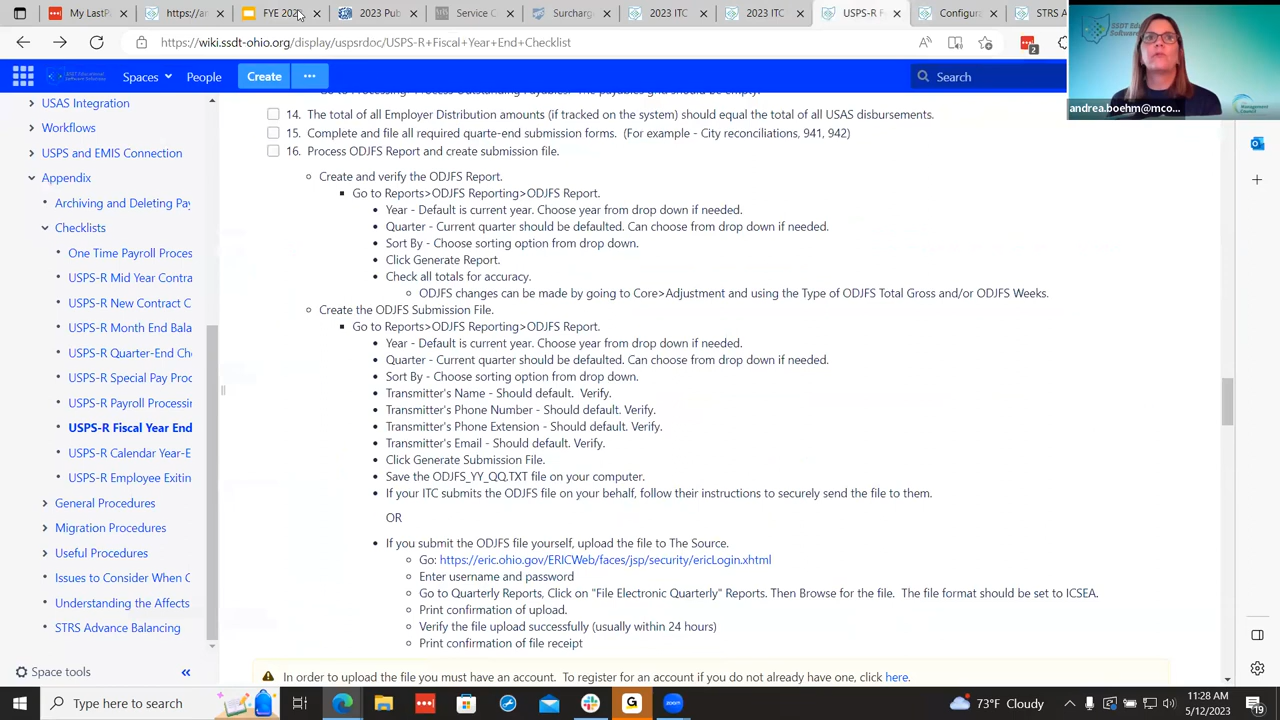 My LastP
https://ar
FYE 202
2023 Pub
Service C
Surcharg
2023 ITC
2023 ITC
USPS-R F
Configura
STRS A
https://wiki.ssdt-ohio.org/display/uspsrdoc/USPS-R+Fiscal+Year+End+Checklist
2
Spaces
People
Create
Search
andrea.boehm@mco...
USAS Integration
Workflows
USPS and EMIS Connection
Appendix
Archiving and Deleting Pay
Checklists
One Time Payroll Proces
USPS-R Mid Year Contra
USPS-R New Contract C
USPS-R Month End Bala
USPS-R Quarter-End Ch
USPS-R Special Pay Proc
USPS-R Payroll Processin
USPS-R Fiscal Year End
USPS-R Calendar Year-E
USPS-R Employee Exitin
General Procedures
Migration Procedures
Useful Procedures
Issues to Consider When C
Understanding the Affects
STRS Advance Balancing
Space tools
Go to Processing> Process Outstanding Payables. The payables grid should be empty.
14. The total of all Employer Distribution amounts (if tracked on the system) should equal the total of all USAS disbursements.
15. Complete and file all required quarte-end submission forms. (For example - City reconciliations, 941, 942)
16. Process ODJFS Report and create submission file.
Create and verify the ODJFS Report.
Go to Reports>ODJFS Reporting>ODJFS Report.
Year - Default is current year. Choose year from drop down if needed.
Quarter - Current quarter should be defaulted. Can choose from drop down if needed.
Sort By - Choose sorting option from drop down.
Click Generate Report.
Check all totals for accuracy.
ODJFS changes can be made by going to Core>Adjustment and using the Type of ODJFS Total Gross and/or ODJFS Weeks.
Create the ODJFS Submission File.
Go to Reports>ODJFS Reporting>ODJFS Report.
Year - Default is current year. Choose year from drop down if needed.
Quarter - Current quarter should be defaulted. Can choose from drop down if needed.
Sort By - Choose sorting option from drop down.
Transmitter's Name - Should default. Verify.
Transmitter's Phone Number - Should default. Verify.
Transmitter's Phone Extension - Should default. Verify.
Transmitter's Email - Should default. Verify.
Click Generate Submission File.
Save the ODJFS_YY_QQ.TXT file on your computer.
If your ITC submits the ODJFS file on your behalf, follow their instructions to securely send the file to them.
OR
If you submit the ODJFS file yourself, upload the file to The Source.
Go: https://eric.ohio.gov/ERICWeb/faces/jsp/security/ericLogin.xhtml
Enter username and password
Go to Quarterly Reports, Click on "File Electronic Quarterly" Reports. Then Browse for the file. The file format should be set to ICSEA.
Print confirmation of upload.
Verify the file upload successfully (usually within 24 hours)
Print confirmation of file receipt
In order to upload the file you must have an account. To register for an account if you do not already have one, click here.
Type here to search
73°F Cloudy
11:28 AM
5/12/2023
19